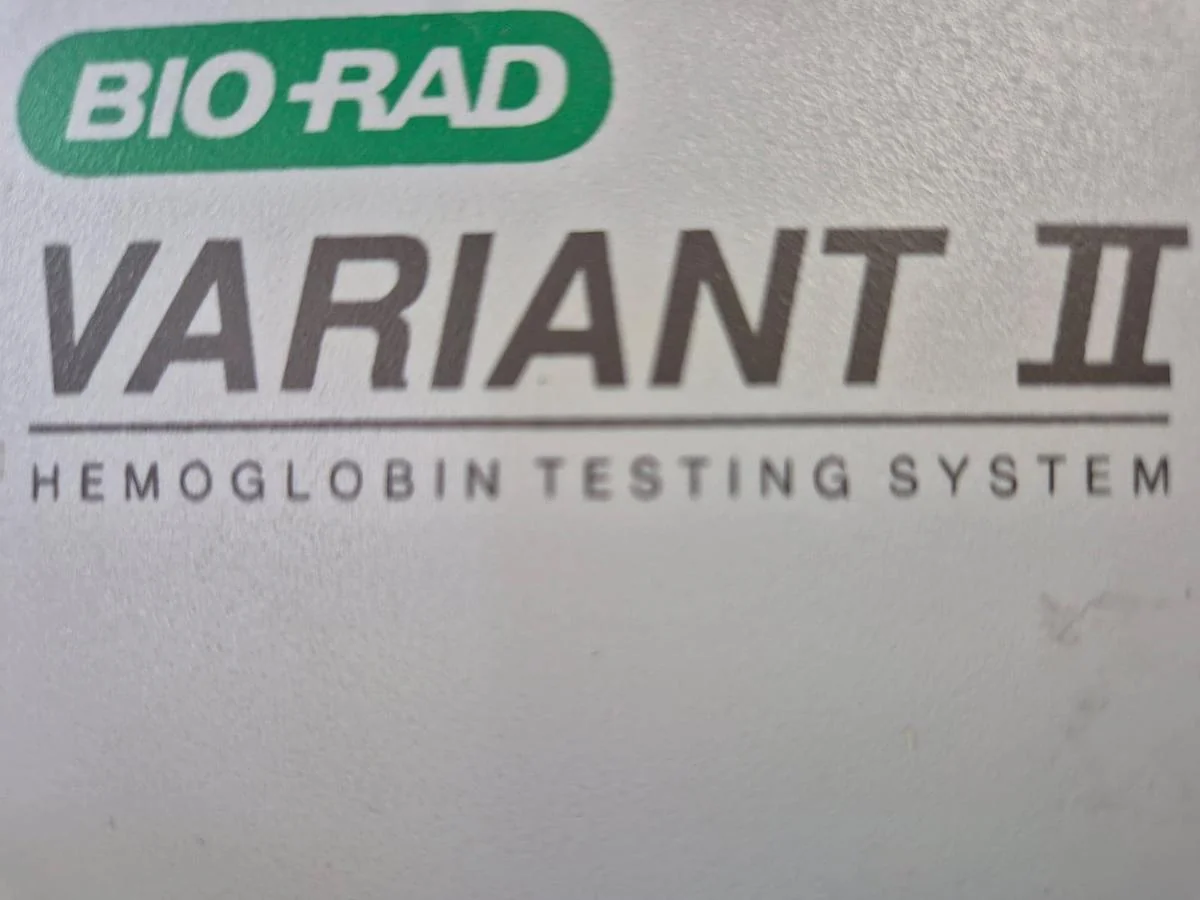 BIO-RAD
VARIANT II
HEMOGLOBIN TESTING SYSTEM